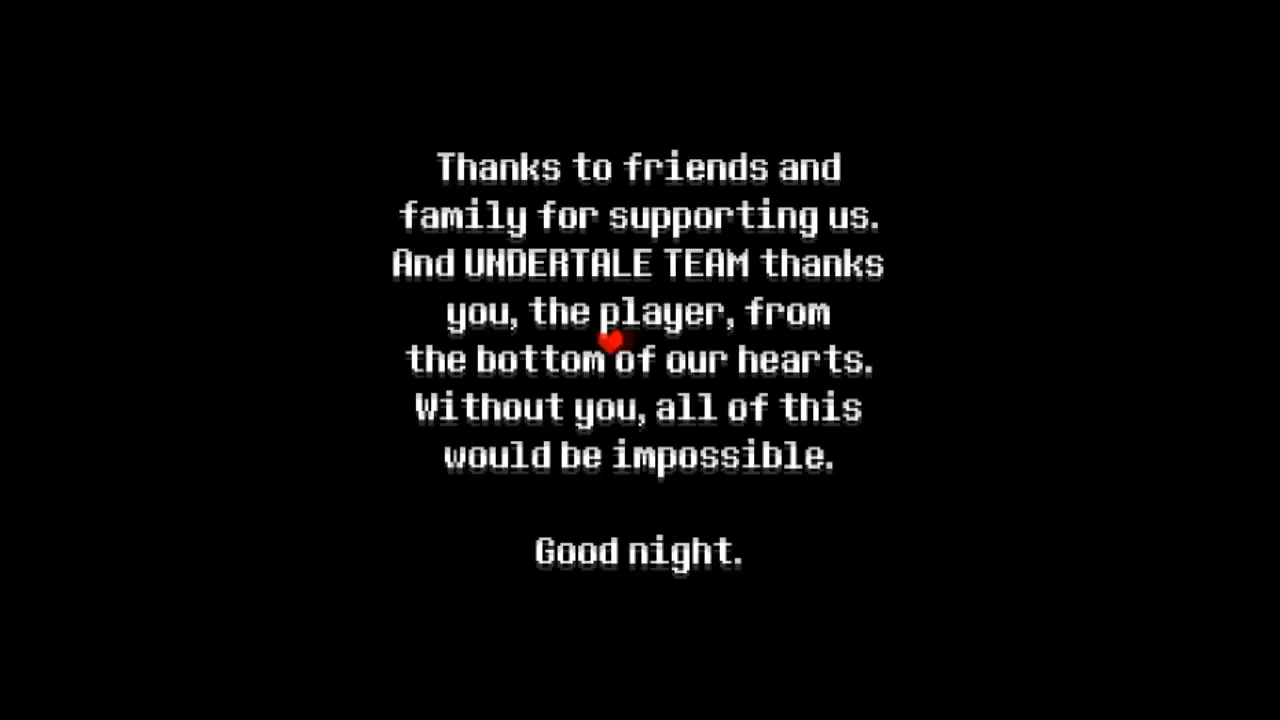 Thanks to friends and
family for supporting us.
And UNDERTALE TEAM thanks
you, the player, from
the bottom of our hearts.
Without you, all of this
would be impossible.
Good night.